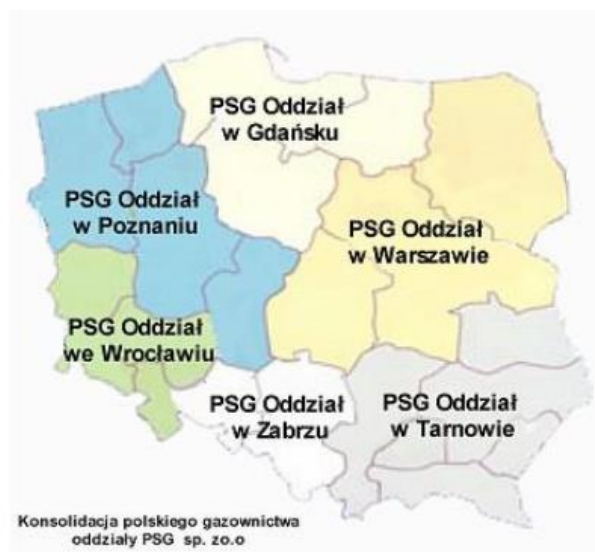 PSG Oddział
w Gdańsku
PSG Oddział
w Poznaniu
PSG Oddział
w Warszawie
PSG Oddział
we Wrocławiu
PSG Oddział
w Zabrzu
PSG Oddział
w Tarnowie
Konsolidacja polskiego gazownictwa
oddziały PSG sp. zo.o